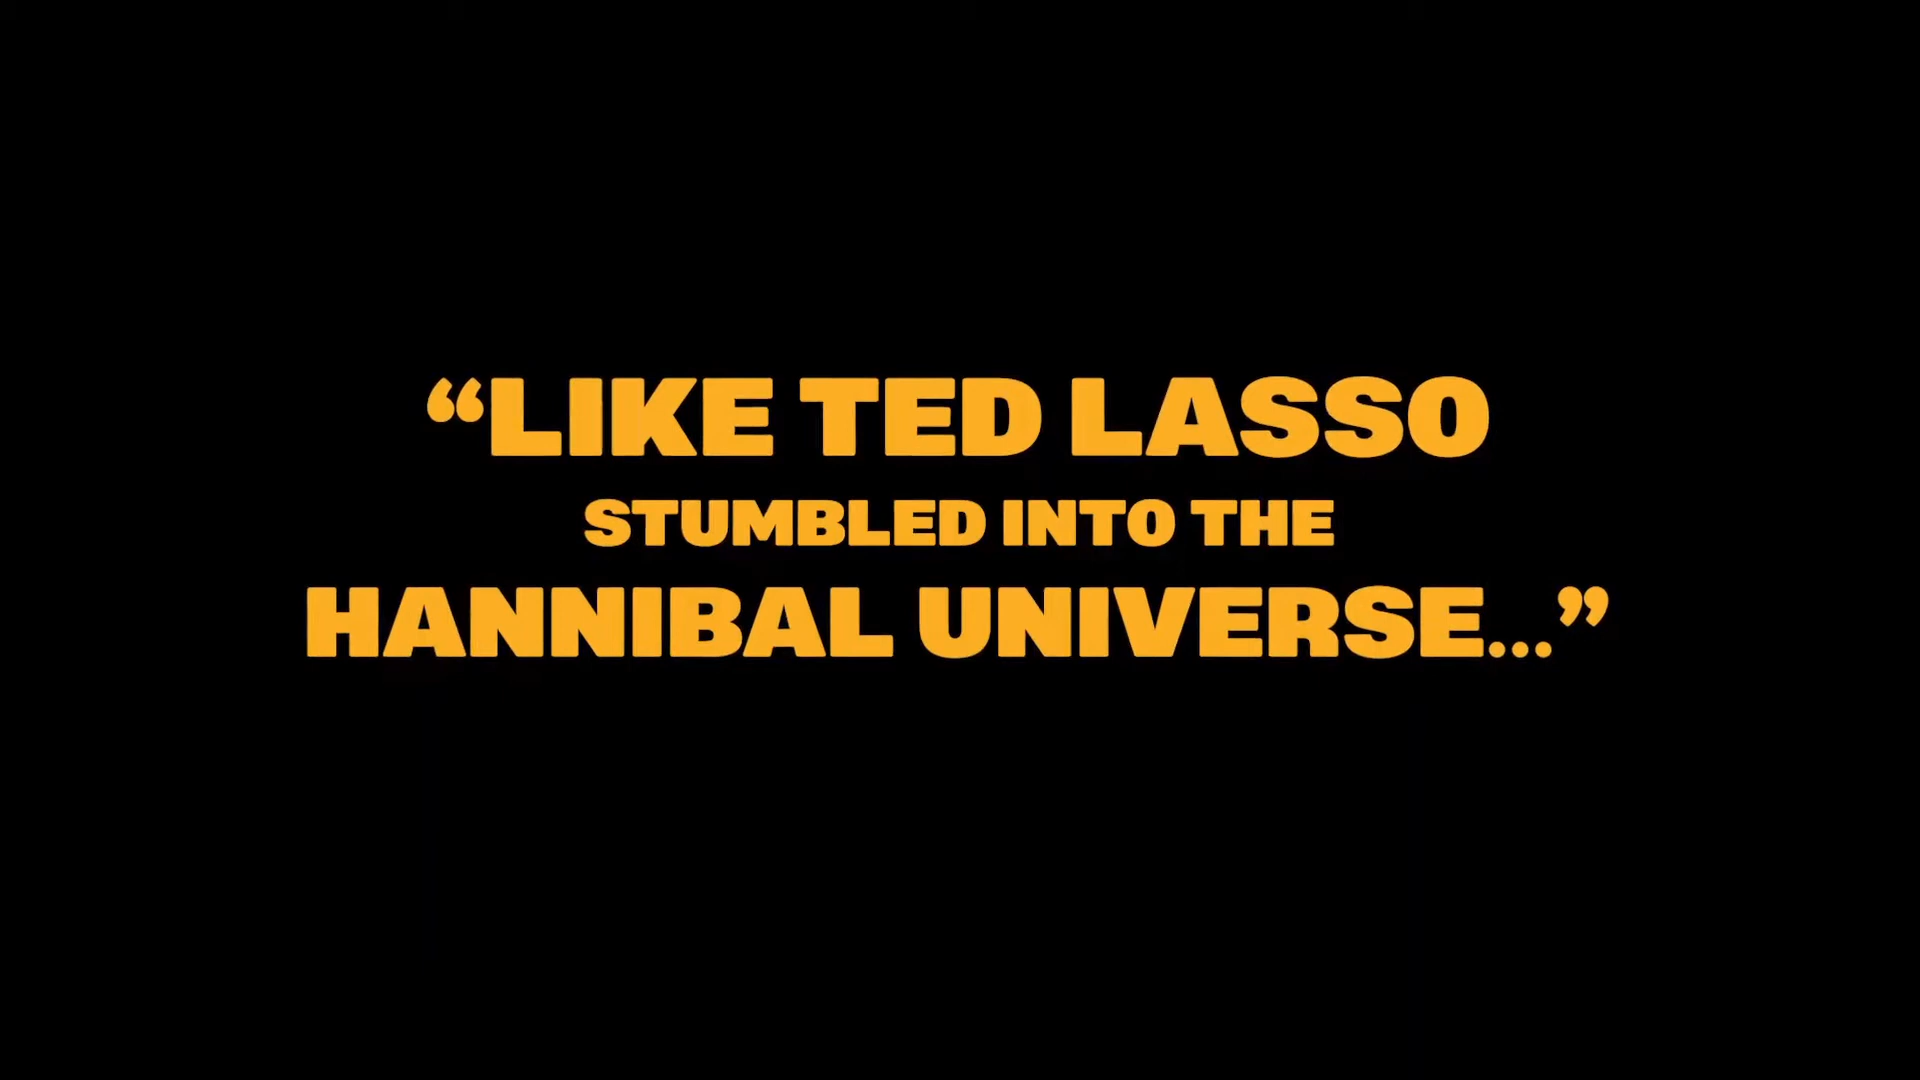 “LIKE TED LASSO
STUMBLED INTO THE
HANNIBAL UNIVERSE...”